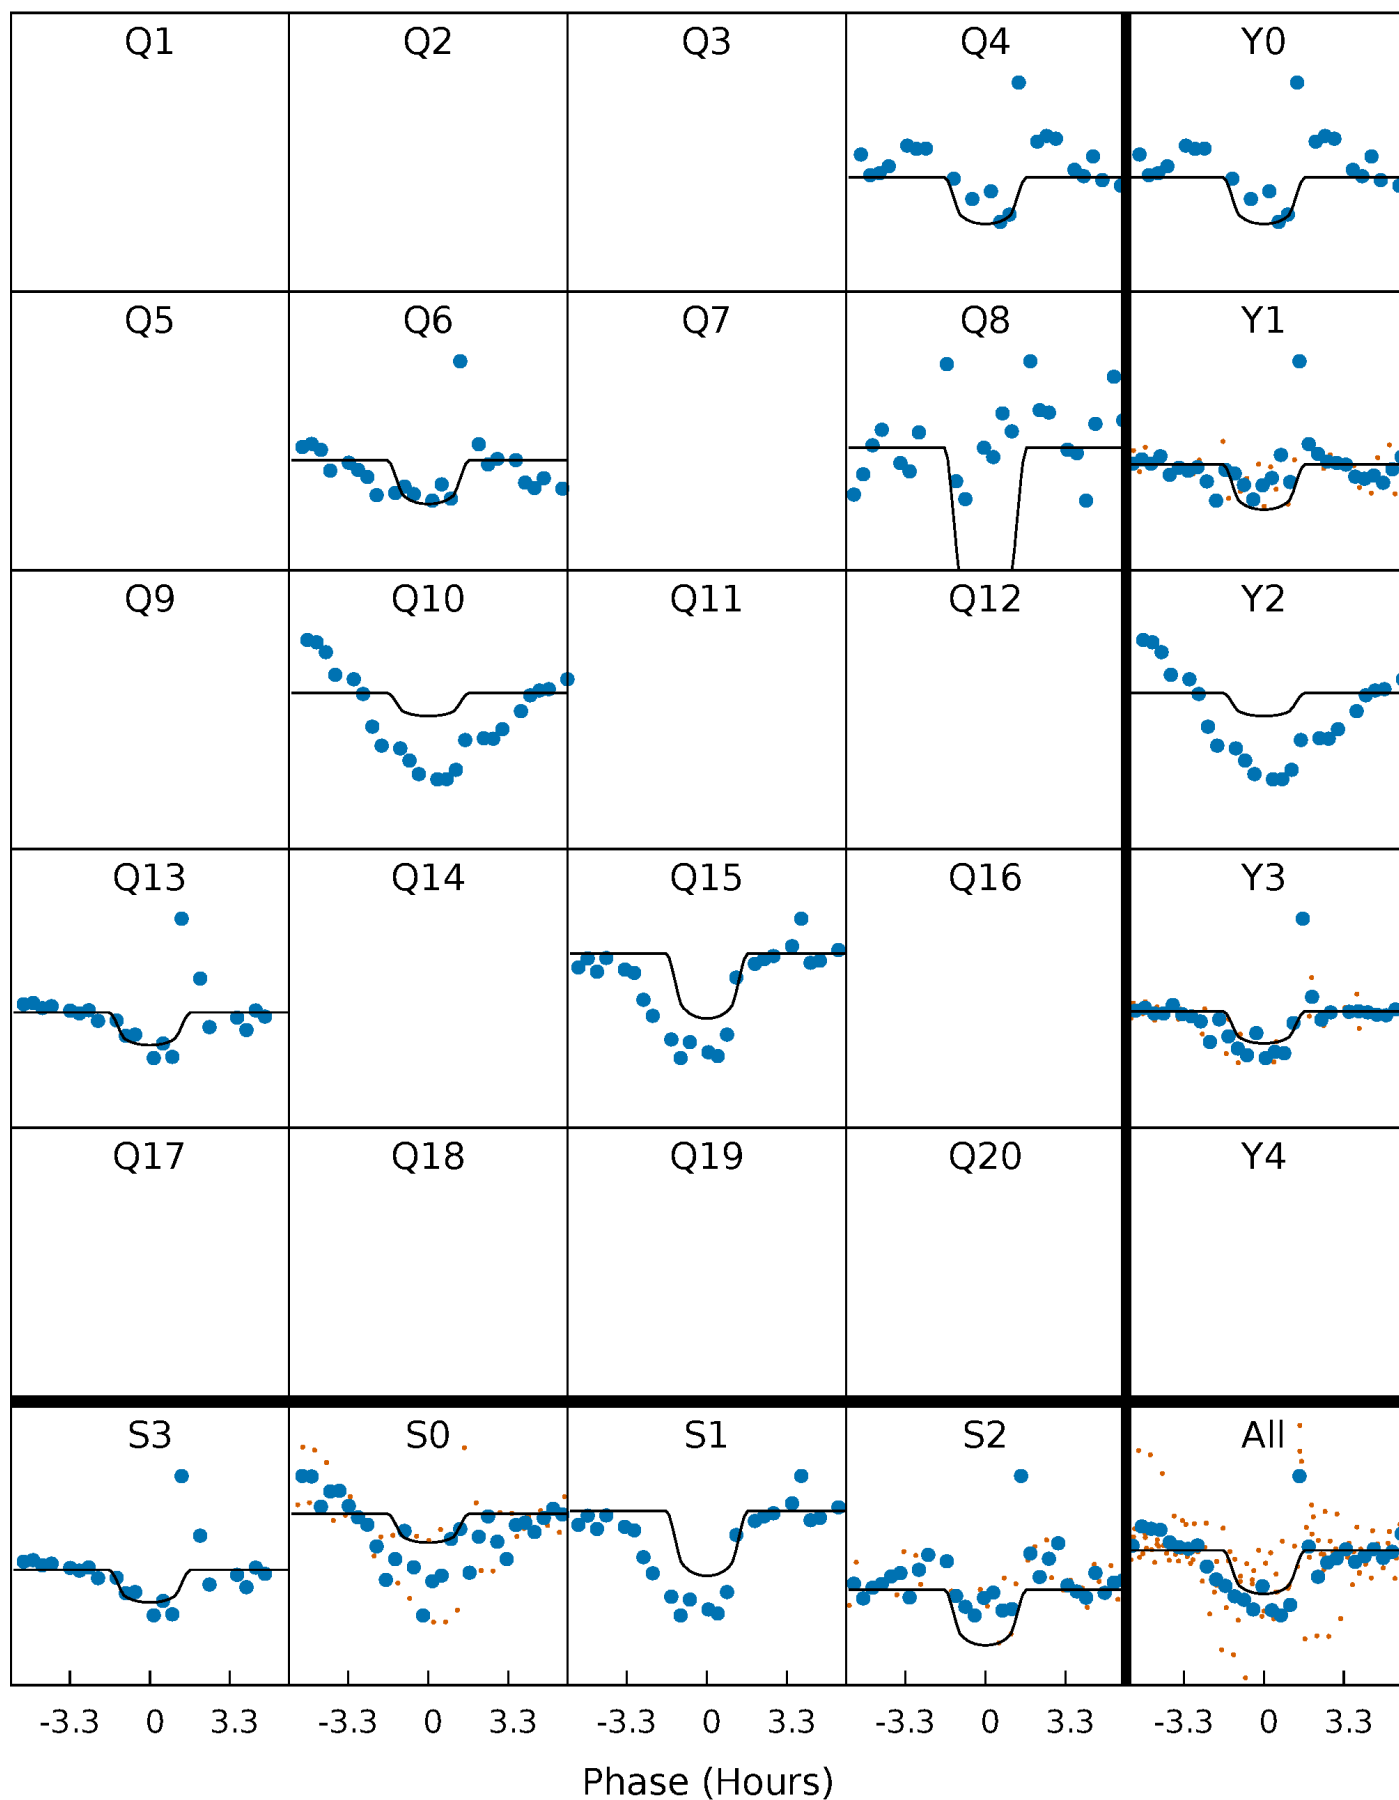 Q1 Q2 Q3 Q4 Y0
Q5 Q6 Q7 Q8 Y1
Q9 Q10 Q11 Q12 Y2
Q13 Q14 Q15 Q16 Y3
Q17 Q18 Q19 Q20 Y4
S3 S0 S1 S2 All
-3.3 0 3.3 -3.3 0 3.3 -3.3 0 3.3 -3.3 0 3.3 -3.3 0 3.3
Phase (Hours)